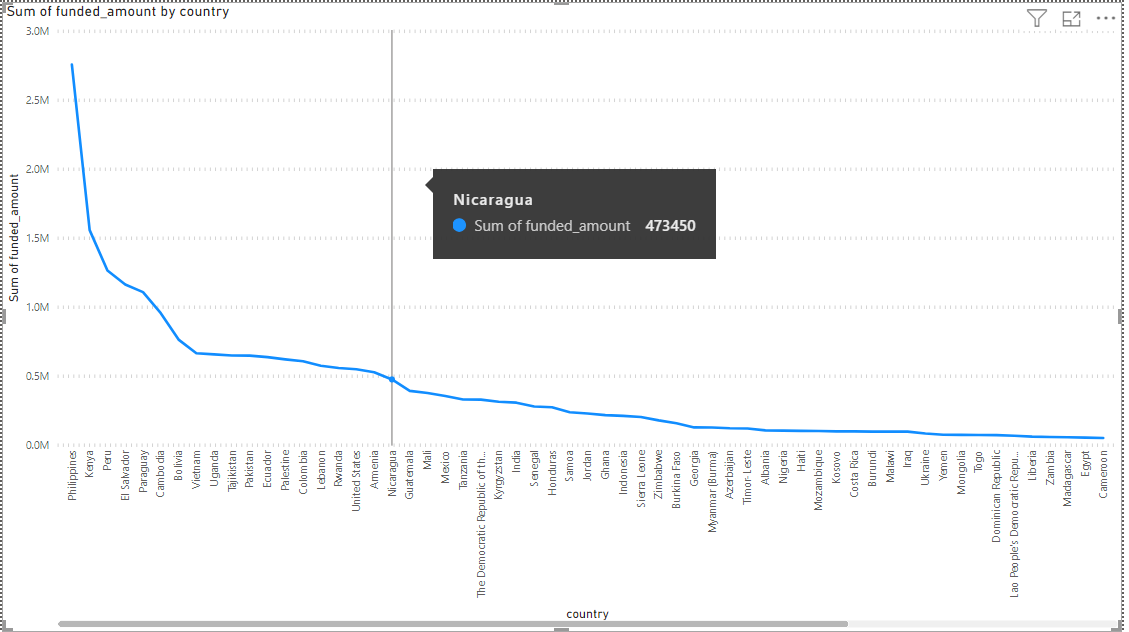 Sum of funded_amount by country
3.0M
2.5M
2.0M
1.5M
1.0M
0.5M
0.0M
Sum of funded_amount
Nicaragua
Sum of funded_amount 473450
Philippines
Kenya
Peru
El Salvador
Paraguay
Cambodia
Bolivia
Vietnam
Uganda
Tajikistan
Pakistan
Ecuador
Palestine
Colombia
Lebanon
Rwanda
United States
Armenia
Nicaragua
Guatemala
Mali
Mexico
Tanzania
The Democratic Republic of th...
Kyrgyzstan
India
Senegal
Honduras
Samoa
Jordan
Ghana
Indonesia
Sierra Leone
Zimbabwe
Burkina Faso
Georgia
Myanmar (Burma)
Azerbaijan
Timor-Leste
Albania
Nigeria
Haiti
Mozambique
Kosovo
Costa Rica
Burundi
Malawi
Iraq
Ukraine
Yemen
Mongolia
Togo
Dominican Republic
Lao People's Democratic Repu...
Liberia
Zambia
Madagascar
Egypt
Cameroon
country